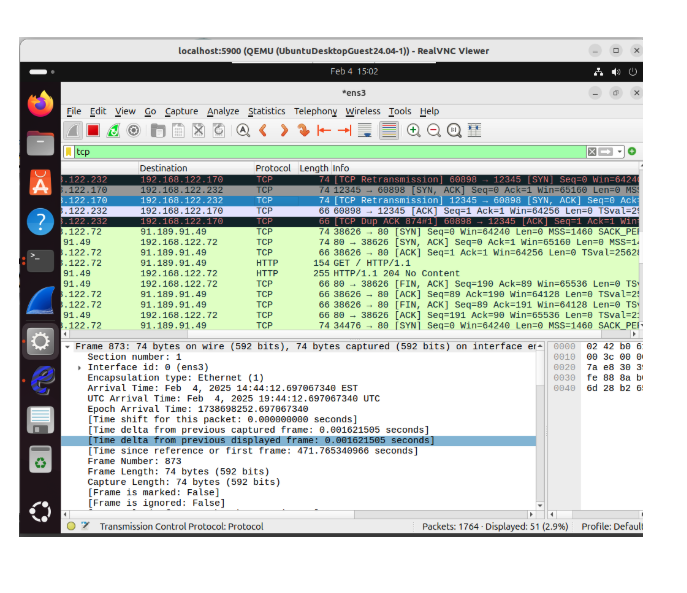 localhost:5900 (QEMU (UbuntuDesktopGuest24.04-1)) - RealVNC Viewer
Feb 4 15:02
*ens3
File Edit View Go Capture Analyze Statistics Telephony Wireless Tools Help
tcp
Destination Protocol Length Info
.122.232 192.168.122.170 TCP 74 [TCP Retransmission] 60898 → 12345 [SYN] Seq=0 Win=6424
.122.170 192.168.122.232 TCP 74 12345 → 60898 [SYN, ACK] Seq=0 Ack=1 Win=65160 Len=0 MSS
.122.170 192.168.122.232 TCP 74 [TCP Retransmission] 12345 → 60898 [SYN, ACK] Seq=0 Ack
.122.232 192.168.122.170 TCP 66 60898 → 12345 [ACK] Seq=1 Ack=1 Win=64256 Len=0 TSval=2
.122.232 192.168.122.170 TCP 66 [TCP Dup ACK 874#1] 60898 → 12345 [ACK] Seq=1 Ack=1 Win
.122.72 91.189.91.49 TCP 74 38626 → 80 [SYN] Seq=0 Win=64240 Len=0 MSS=1460 SACK_PE
91.49 192.168.122.72 TCP 74 80 → 38626 [SYN, ACK] Seq=0 Ack=1 Win=65160 Len=0 MSS=1
.122.72 91.189.91.49 TCP 66 38626 → 80 [ACK] Seq=1 Ack=1 Win=64256 Len=0 TSval=2562
.122.72 91.189.91.49 HTTP 154 GET / HTTP/1.1
91.49 192.168.122.72 HTTP 255 HTTP/1.1 204 No Content
91.49 192.168.122.72 TCP 66 80 → 38626 [FIN, ACK] Seq=190 Ack=89 Win=65536 Len=0 TS
.122.72 91.189.91.49 TCP 66 38626 → 80 [ACK] Seq=89 Ack=190 Win=64128 Len=0 TSval=2
.122.72 91.189.91.49 TCP 66 38626 → 80 [FIN, ACK] Seq=89 Ack=191 Win=64128 Len=0 TS
91.49 192.168.122.72 TCP 66 80 → 38626 [ACK] Seq=191 Ack=90 Win=65536 Len=0 TSval=2
.122.72 91.189.91.49 TCP 74 34476 → 80 [SYN] Seq=0 Win=64240 Len=0 MSS=1460 SACK_PE
Frame 873: 74 bytes on wire (592 bits), 74 bytes captured (592 bits) on interface en
Section number: 1
Interface id: 0 (ens3)
Encapsulation type: Ethernet (1)
Arrival Time: Feb 4, 2025 14:44:12.697067340 EST
UTC Arrival Time: Feb 4, 2025 19:44:12.697067340 UTC
Epoch Arrival Time: 1738698252.697067340
[Time shift for this packet: 0.000000000 seconds]
[Time delta from previous captured frame: 0.001621505 seconds]
[Time delta from previous displayed frame: 0.001621505 seconds]
[Time since reference or first frame: 471.765340966 seconds]
Frame Number: 873
Frame Length: 74 bytes (592 bits)
Capture Length: 74 bytes (592 bits)
[Frame is marked: False]
[Frame is ignored: False]
0000 02 42 b0 6
0010 00 3c 00 0
0020 7a e8 30 3
0030 fe 88 8a b
0040 6d 28 b2 6
Transmission Control Protocol: Protocol
Packets: 1764 · Displayed: 51 (2.9%)
Profile: Default